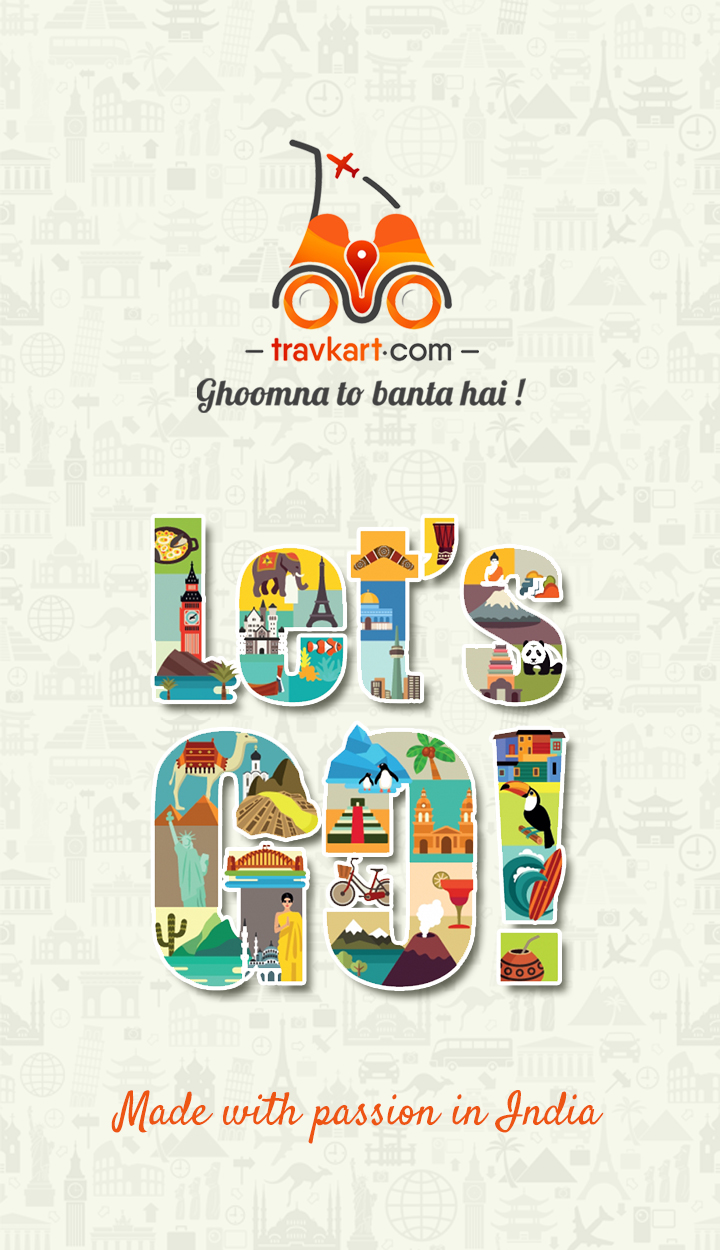 – travkart.com –
Ghoomna to banta hai !
Let's
GO!
Made with passion in India